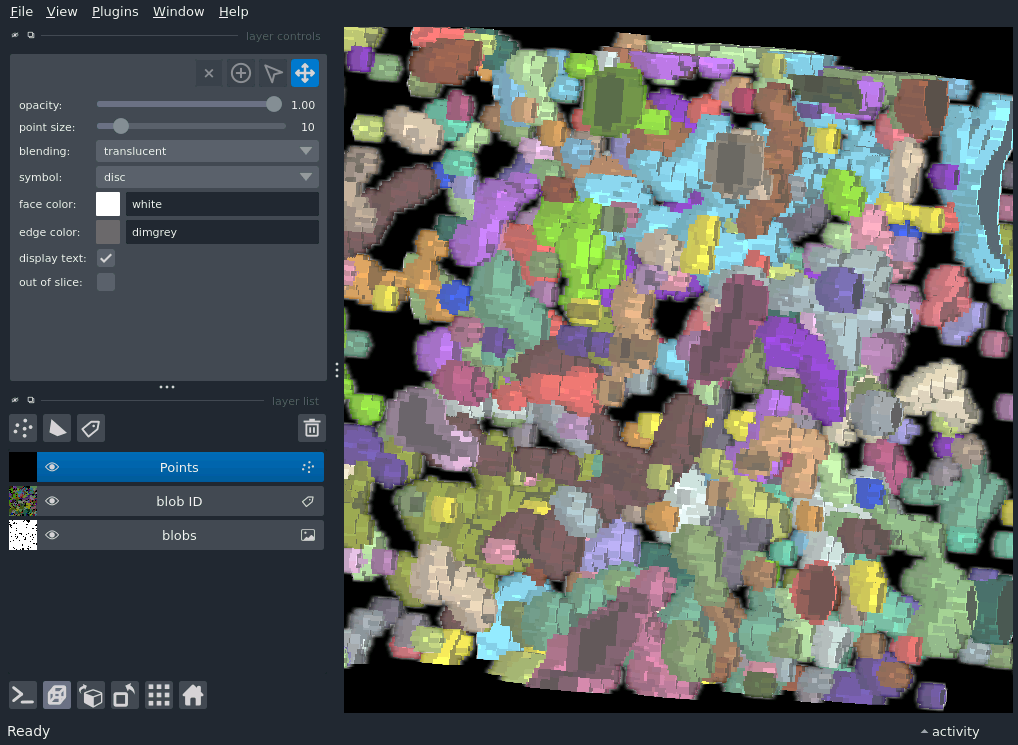 File View Plugins Window Help
layer controls
opacity: 1.00
point size: 10
blending: translucent
symbol: disc
face color: white
edge color: dimgrey
display text:
out of slice:
layer list
Points
blob ID
blobs
Ready
activity